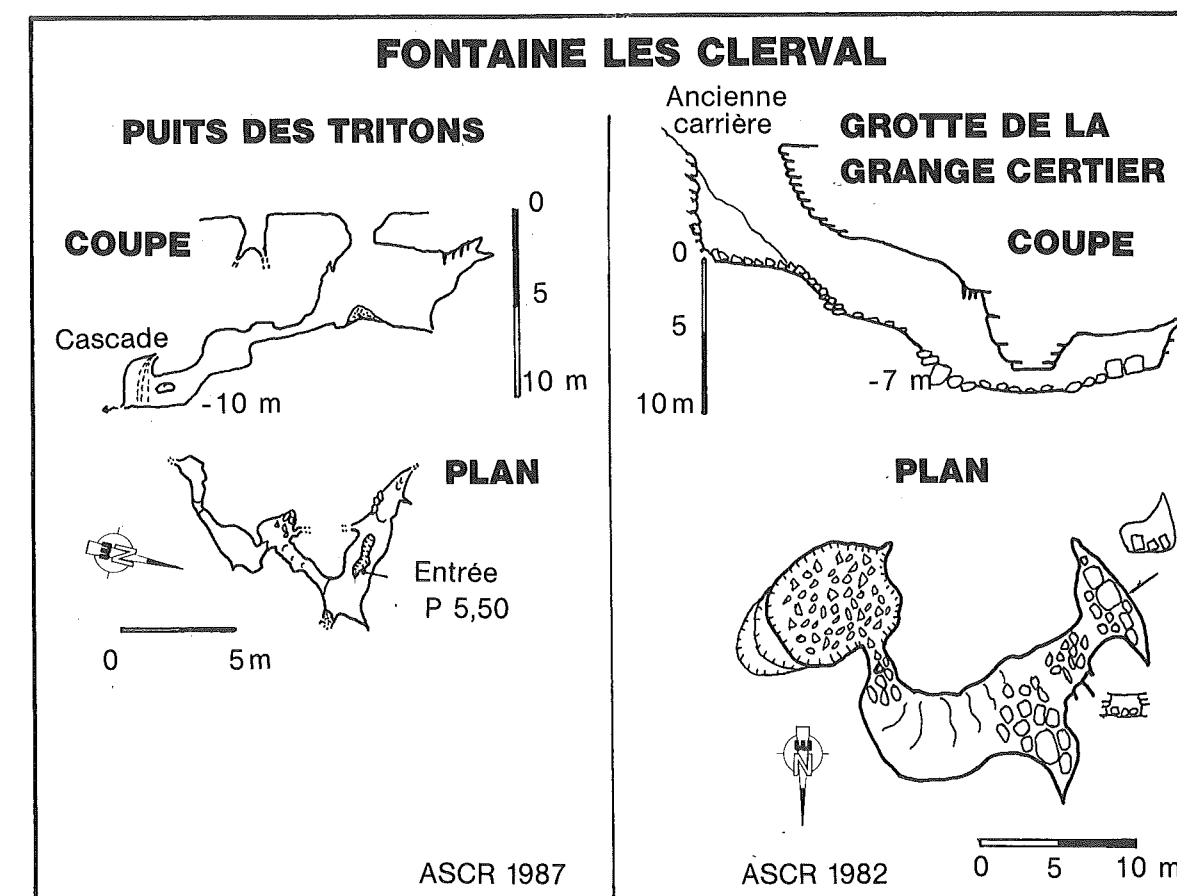 FONTAINE LES CLERVAL
PUITS DES TRITONS
COUPE
0
5
10 m
Cascade
-10 m
PLAN
N
Entrée
P 5,50
0 5m
ASCR 1987
Ancienne
carrière
GROTTE DE LA
GRANGE CERTIER
COUPE
0
5
10m
-7 m
PLAN
N
0 5 10 m
ASCR 1982